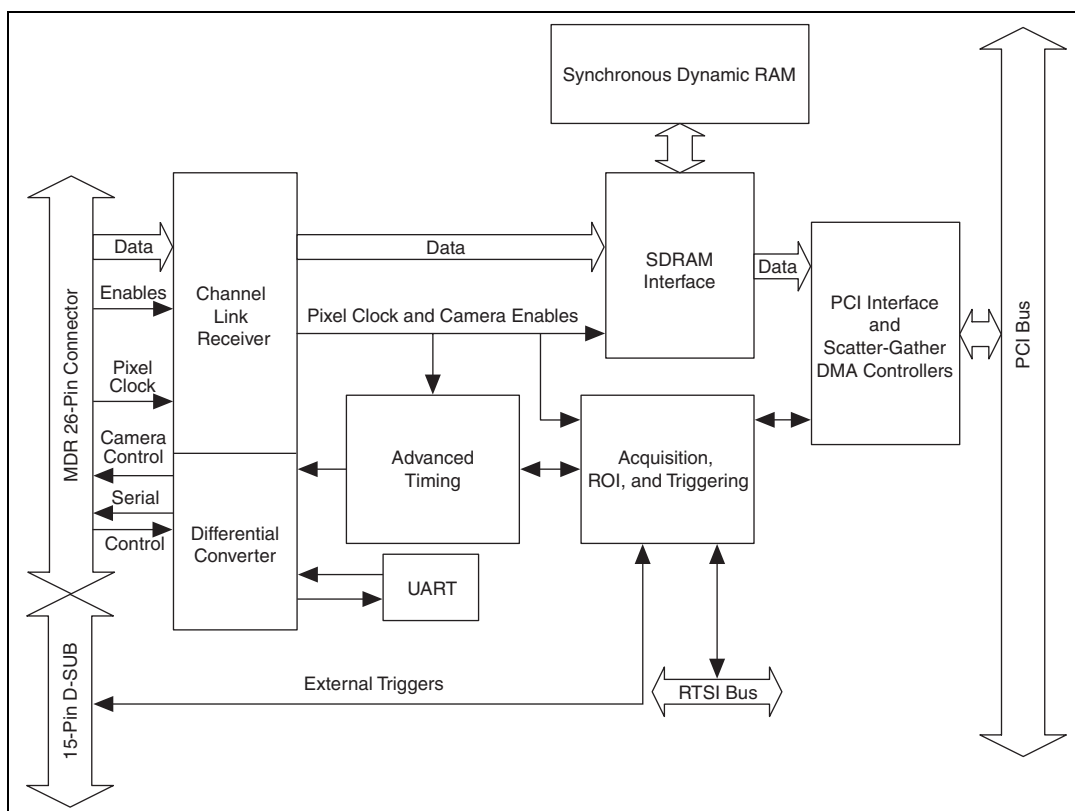 Synchronous Dynamic RAM
MDR 26-Pin Connector
Data
Enables
Pixel
Clock
Camera
Control
Serial
Control
Channel
Link
Receiver
Differential
Converter
Data
Pixel Clock and Camera Enables
Advanced
Timing
UART
SDRAM
Interface
Data
Acquisition,
ROI, and Triggering
PCI Interface
and
Scatter-Gather
DMA Controllers
PCI Bus
15-Pin D-SUB
External Triggers
RTSI Bus